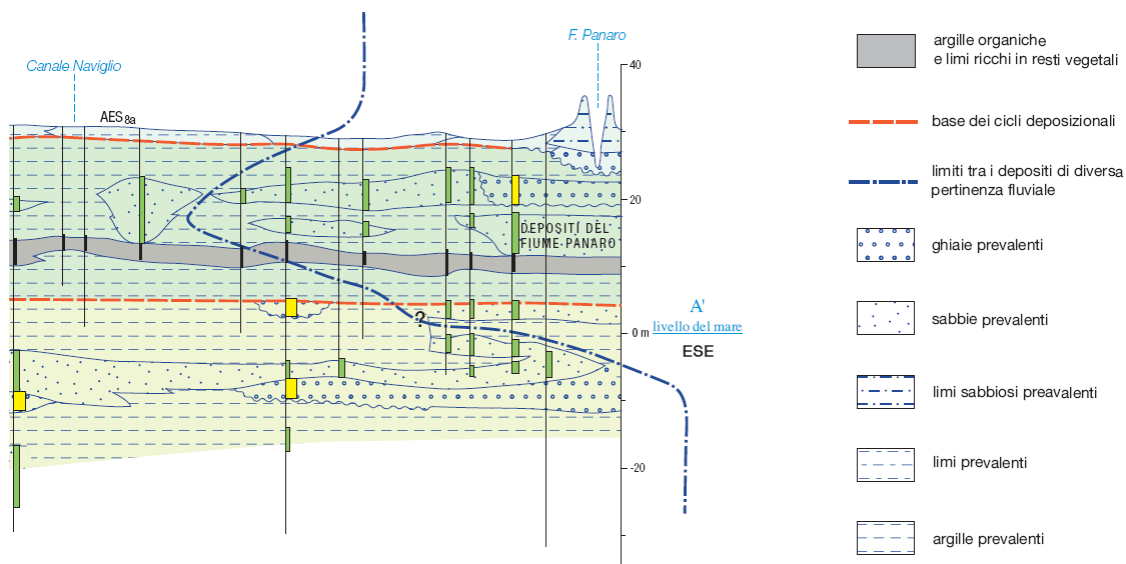 Canale Naviglio
F. Panaro
AES8a
40
20
DEPOSITI DEL
FIUME-PANARO
?
0 m
A'
livello del mare
ESE
-20
argille organiche
e limi ricchi in resti vegetali
base dei cicli deposizionali
limiti tra i depositi di diversa
pertinenza fluviale
ghiaie prevalenti
sabbie prevalenti
limi sabbiosi preavalenti
limi prevalenti
argille prevalenti